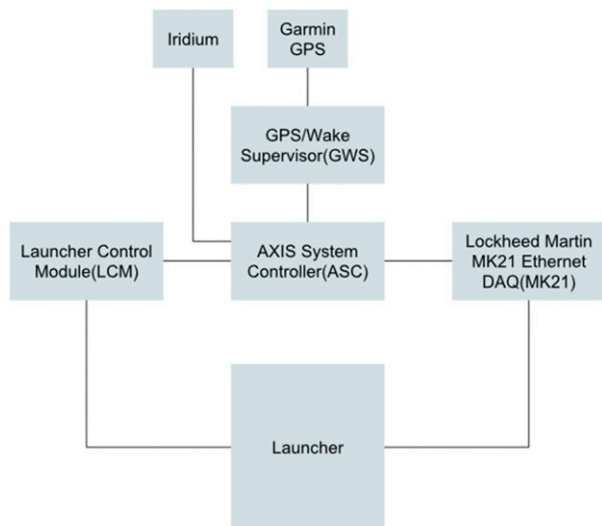 Iridium
Garmin
GPS
GPS/Wake
Supervisor(GWS)
Launcher Control
Module(LCM)
AXIS System
Controller(ASC)
Lockheed Martin
MK21 Ethernet
DAQ(MK21)
Launcher